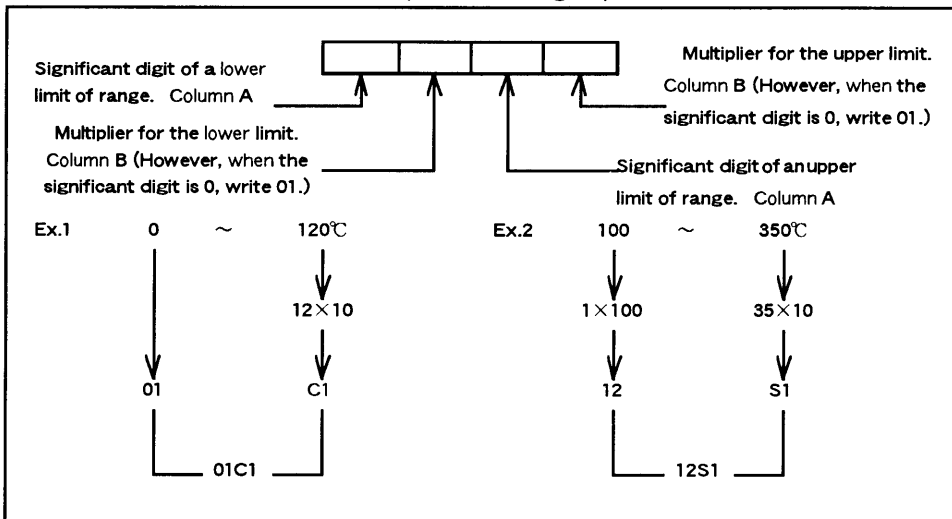 Significant digit of a lower
limit of range. Column A
Multiplier for the lower limit.
Column B (However, when the
significant digit is 0, write 01.)
Multiplier for the upper limit.
Column B (However, when the
significant digit is 0, write 01.)
Significant digit of an upper
limit of range. Column A
Ex.1 0 ～ 120℃
12×10
01 C1
01C1
Ex.2 100 ～ 350℃
1×100 35×10
12 S1
12S1